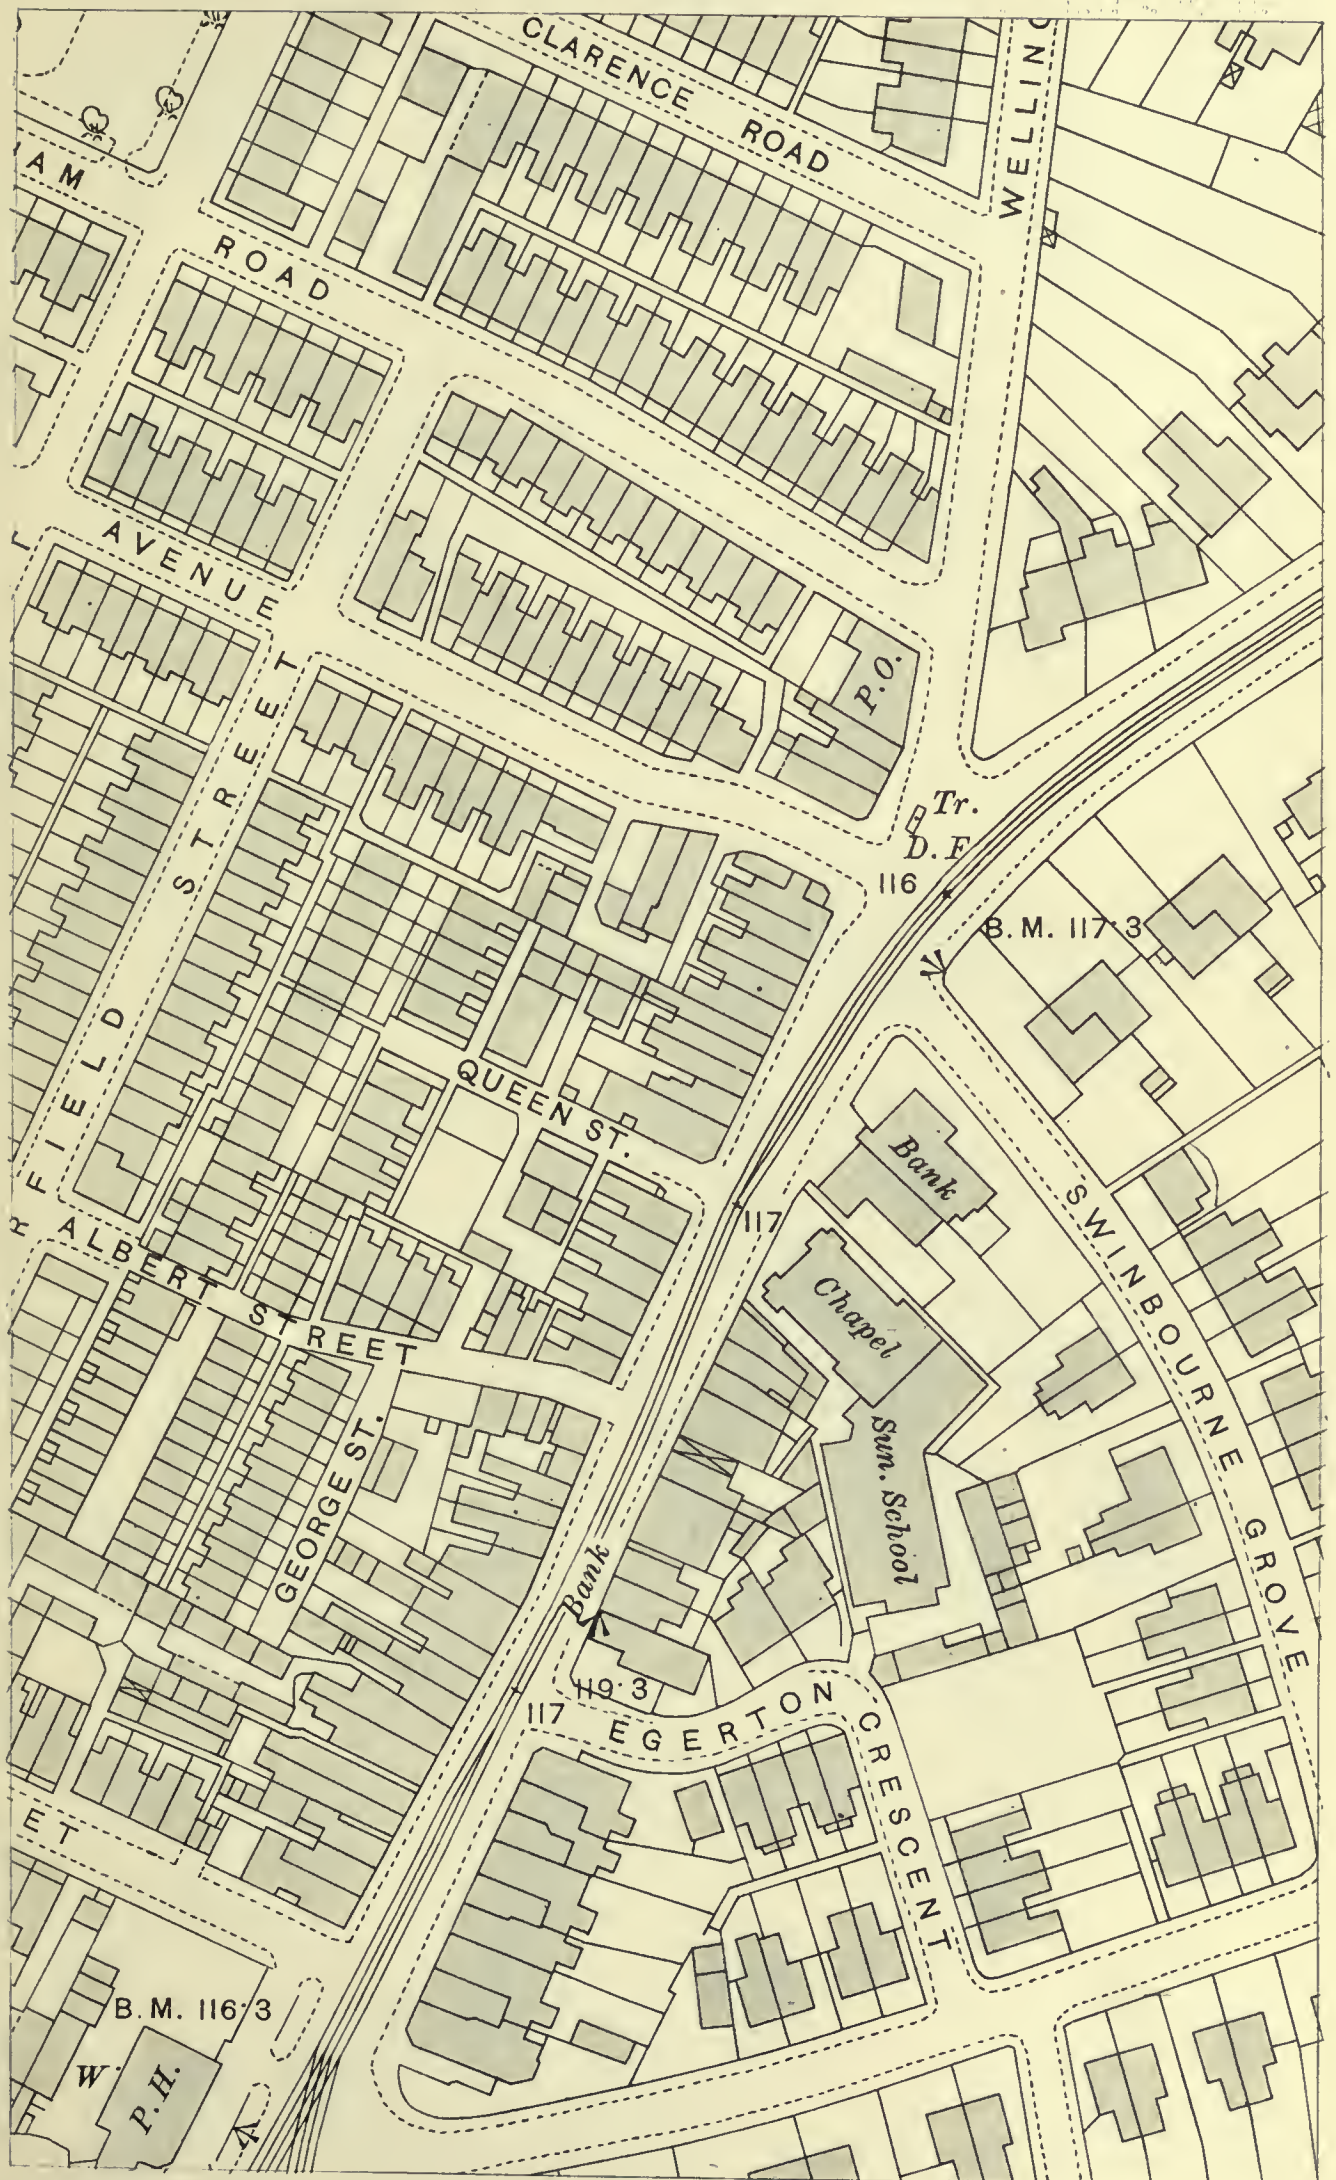 CLARENCE ROAD
WELLING
AM
ROAD
AVENUE
P.O.
Tr.
D. F
116
B. M. 117·3
R FIELD STREET
QUEEN ST.
Bank
SWINBOURNE GROVE
117
ALBERT STREET
Chapel
Sun. School
GEORGE ST.
Bank
119·3
117
EGERTON CRESCENT
ET
B. M. 116·3
W
P. H.